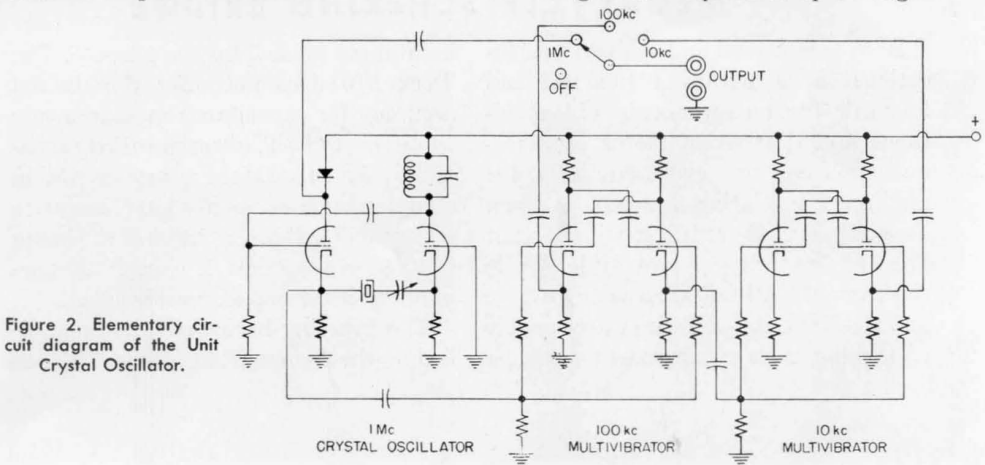 100kc
1Mc
10kc
OFF
OUTPUT
+
Figure 2. Elementary cir-
cuit diagram of the Unit
Crystal Oscillator.
1Mc
CRYSTAL OSCILLATOR
100kc
MULTIVIBRATOR
10kc
MULTIVIBRATOR